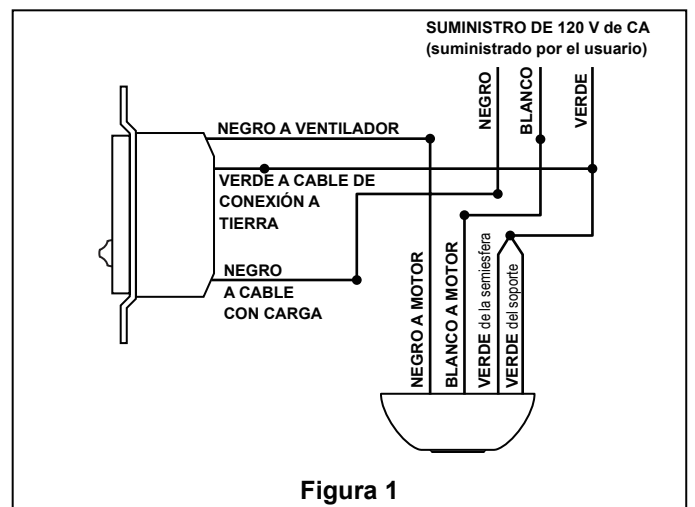 SUMINISTRO DE 120 V de CA
(suministrado por el usuario)
NEGRO
BLANCO
VERDE
NEGRO A VENTILADOR
VERDE A CABLE DE
CONEXIÓN A
TIERRA
NEGRO
A CABLE
CON CARGA
NEGRO A MOTOR
BLANCO A MOTOR
VERDE de la semiesfera
VERDE del soporte
Figura 1